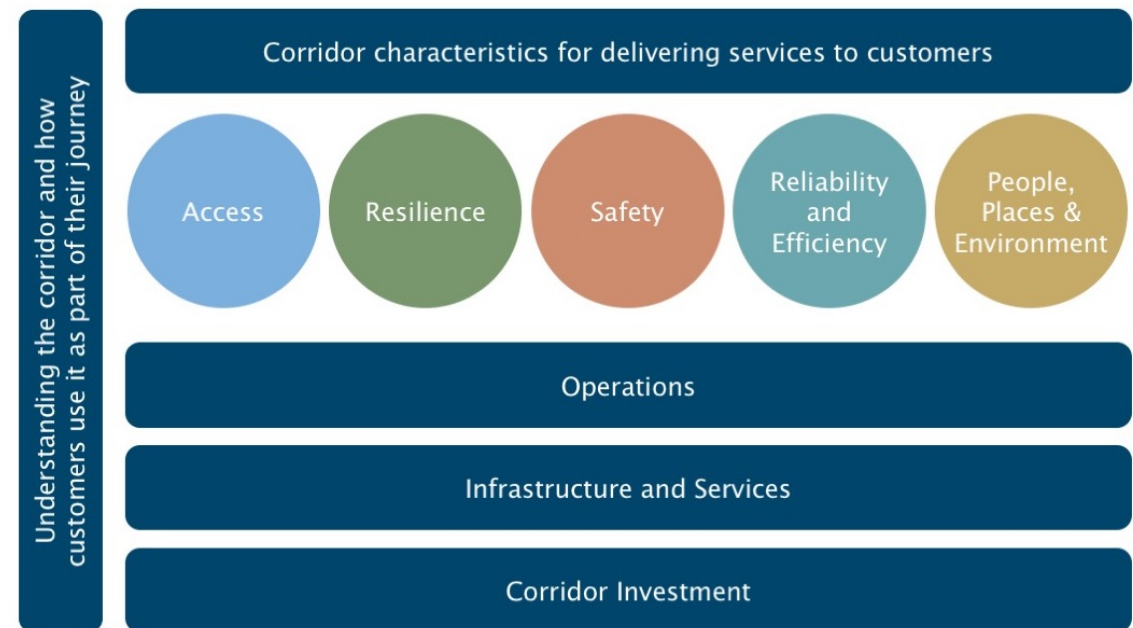 Understanding the corridor and how
customers use it as part of their journey
Corridor characteristics for delivering services to customers
Access
Resilience
Safety
Reliability
and
Efficiency
People,
Places &
Environment
Operations
Infrastructure and Services
Corridor Investment